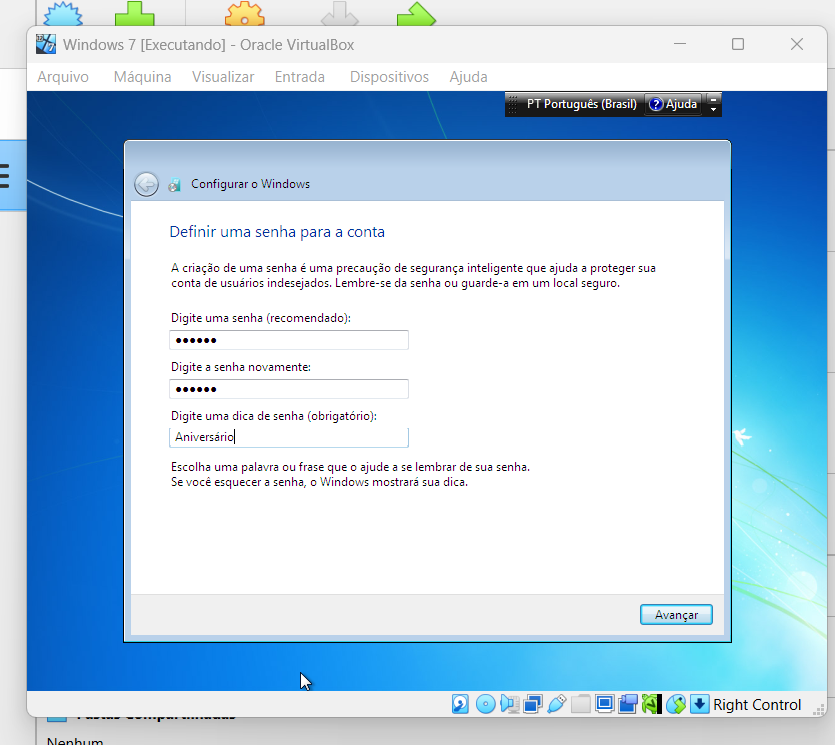 Windows 7 [Executando] - Oracle VirtualBox
Arquivo Máquina Visualizar Entrada Dispositivos Ajuda
PT Português (Brasil) ? Ajuda
Configurar o Windows
Definir uma senha para a conta
A criação de uma senha é uma precaução de segurança inteligente que ajuda a proteger sua
conta de usuários indesejados. Lembre-se da senha ou guarde-a em um local seguro.
Digite uma senha (recomendado):
••••••
Digite a senha novamente:
••••••
Digite uma dica de senha (obrigatório):
Aniversário
Escolha uma palavra ou frase que o ajude a se lembrar de sua senha.
Se você esquecer a senha, o Windows mostrará sua dica.
Avançar
Right Control
Pastas Compartilhadas
Nenhum